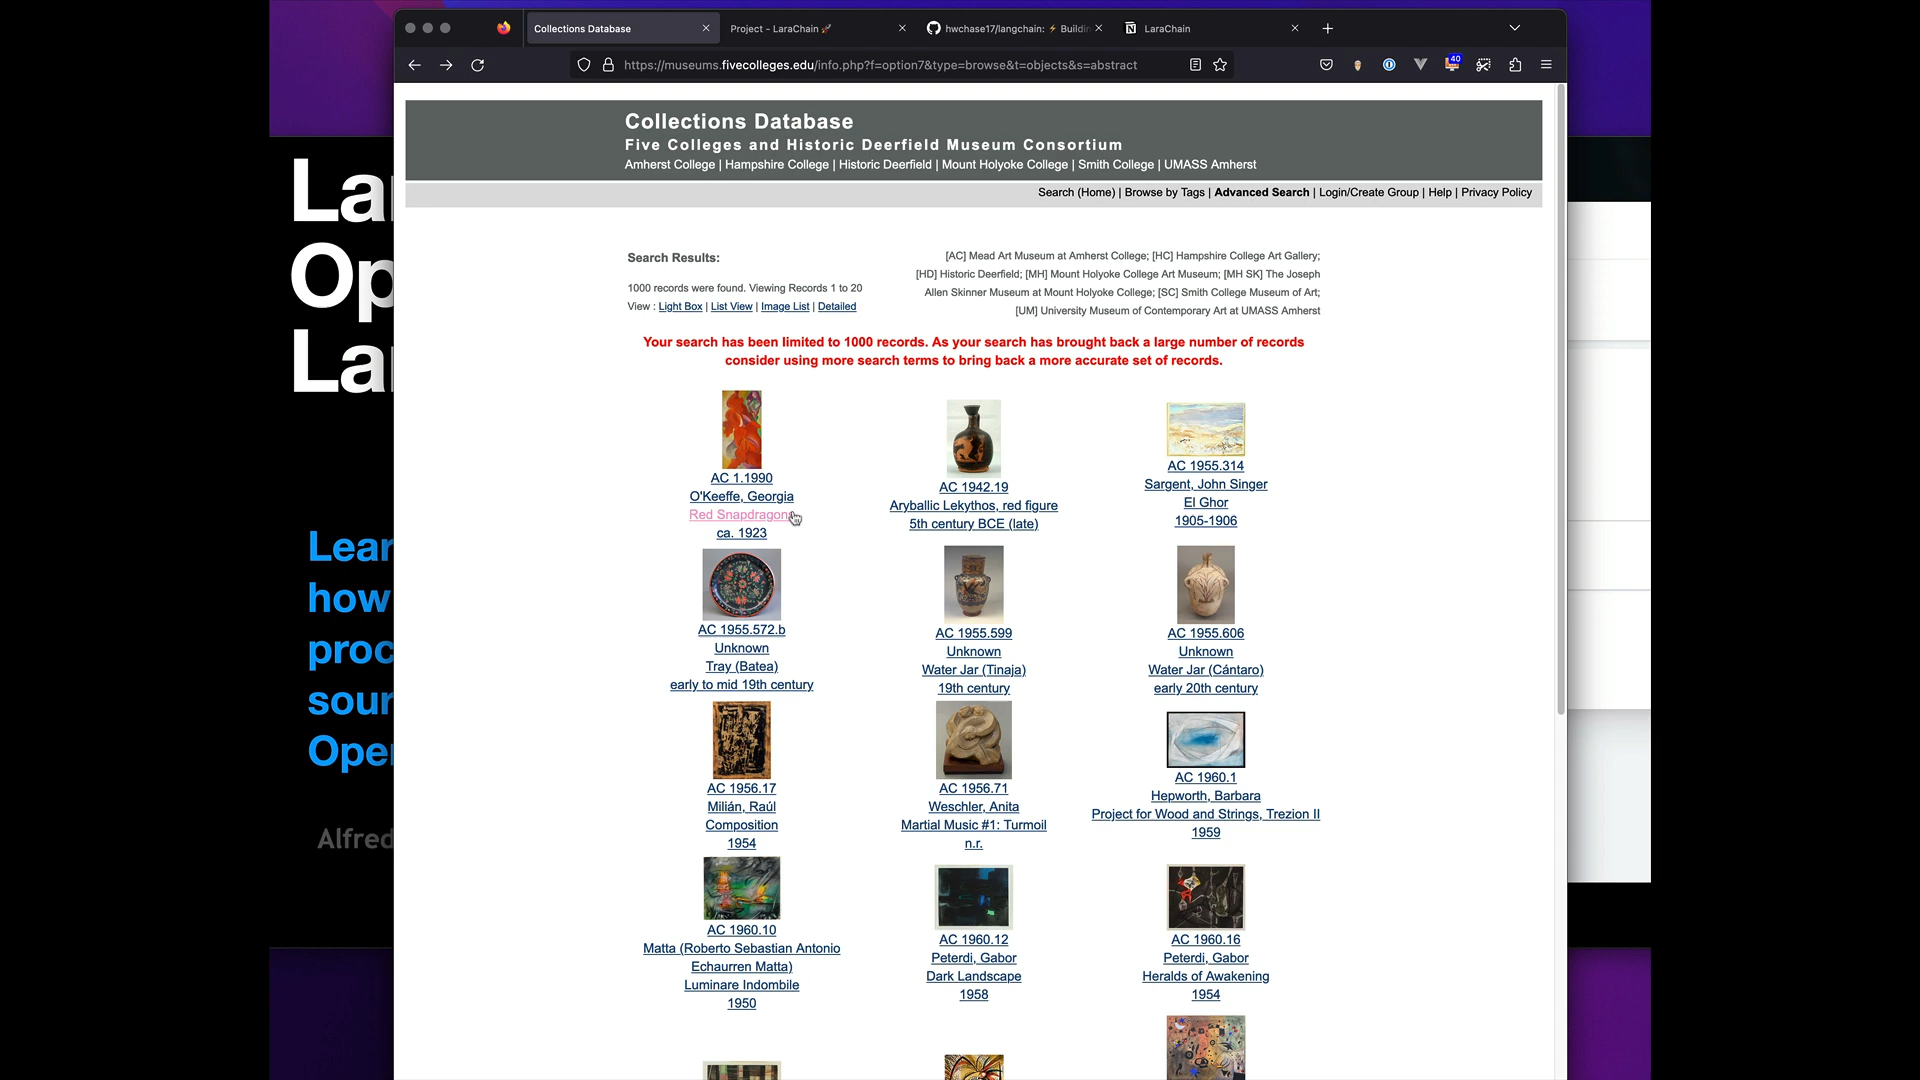 Collections Database
Project - LaraChain 🚀
hwchase17/langchain: ⚡ Buildin
LaraChain
https://museums.fivecolleges.edu/info.php?f=option7&type=browse&t=objects&s=abstract
40
Collections Database
Five Colleges and Historic Deerfield Museum Consortium
Amherst College | Hampshire College | Historic Deerfield | Mount Holyoke College | Smith College | UMASS Amherst
Search (Home) | Browse by Tags | Advanced Search | Login/Create Group | Help | Privacy Policy
Search Results:
1000 records were found. Viewing Records 1 to 20
View : Light Box | List View | Image List | Detailed
[AC] Mead Art Museum at Amherst College; [HC] Hampshire College Art Gallery;
[HD] Historic Deerfield; [MH] Mount Holyoke College Art Museum; [MH SK] The Joseph
Allen Skinner Museum at Mount Holyoke College; [SC] Smith College Museum of Art;
[UM] University Museum of Contemporary Art at UMASS Amherst
Your search has been limited to 1000 records. As your search has brought back a large number of records
consider using more search terms to bring back a more accurate set of records.
AC 1.1990
O'Keeffe, Georgia
Red Snapdragons
ca. 1923
AC 1942.19
Aryballic Lekythos, red figure
5th century BCE (late)
AC 1955.314
Sargent, John Singer
El Ghor
1905-1906
AC 1955.572.b
Unknown
Tray (Batea)
early to mid 19th century
AC 1955.599
Unknown
Water Jar (Tinaja)
19th century
AC 1955.606
Unknown
Water Jar (Cántaro)
early 20th century
AC 1956.17
Milián, Raúl
Composition
1954
AC 1956.71
Weschler, Anita
Martial Music #1: Turmoil
n.r.
AC 1960.1
Hepworth, Barbara
Project for Wood and Strings, Trezion II
1959
AC 1960.10
Matta (Roberto Sebastian Antonio
Echaurren Matta)
Luminare Indombile
1950
AC 1960.12
Peterdi, Gabor
Dark Landscape
1958
AC 1960.16
Peterdi, Gabor
Heralds of Awakening
1954
La
Op
La
Lear
how
proc
sour
Ope
Alfred